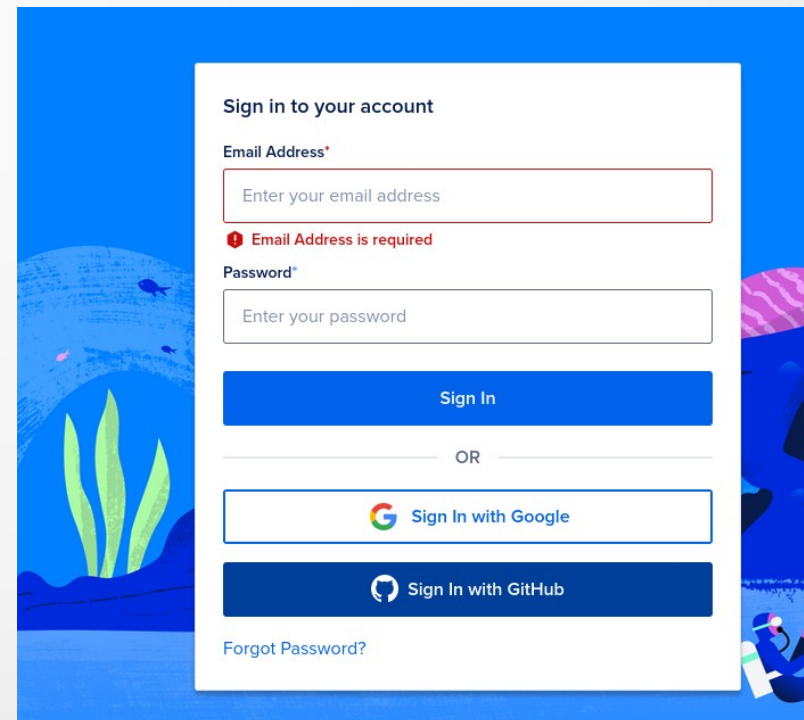 Sign in to your account
Email Address*
Enter your email address
Email Address is required
Password*
Enter your password
Sign In
OR
Sign In with Google
Sign In with GitHub
Forgot Password?